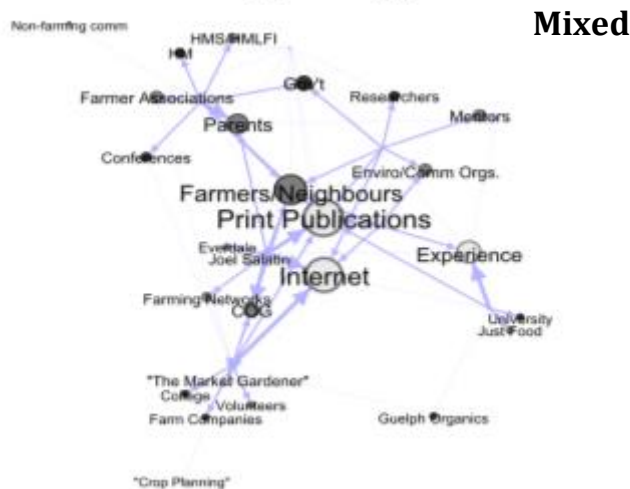 Mixed
Non-farming comm
HMS/HMLFI
HM
Gov't
Farmer Associations
Researchers
Parents
Mentors
Conferences
Enviro/Comm Orgs.
Farmers/Neighbours
Print Publications
Everdale
Joel Salatin
Experience
Internet
Farming Networks
COG
University
Just Food
"The Market Gardener"
College
Volunteers
Farm Companies
Guelph Organics
"Crop Planning"